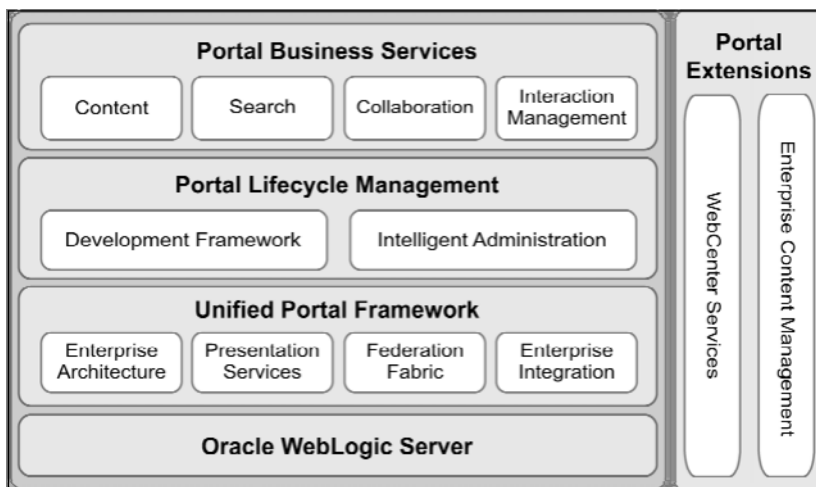 Portal Business Services
Content
Search
Collaboration
Interaction
Management
Portal Lifecycle Management
Development Framework
Intelligent Administration
Unified Portal Framework
Enterprise
Architecture
Presentation
Services
Federation
Fabric
Enterprise
Integration
Oracle WebLogic Server
Portal
Extensions
WebCenter Services
Enterprise Content Management